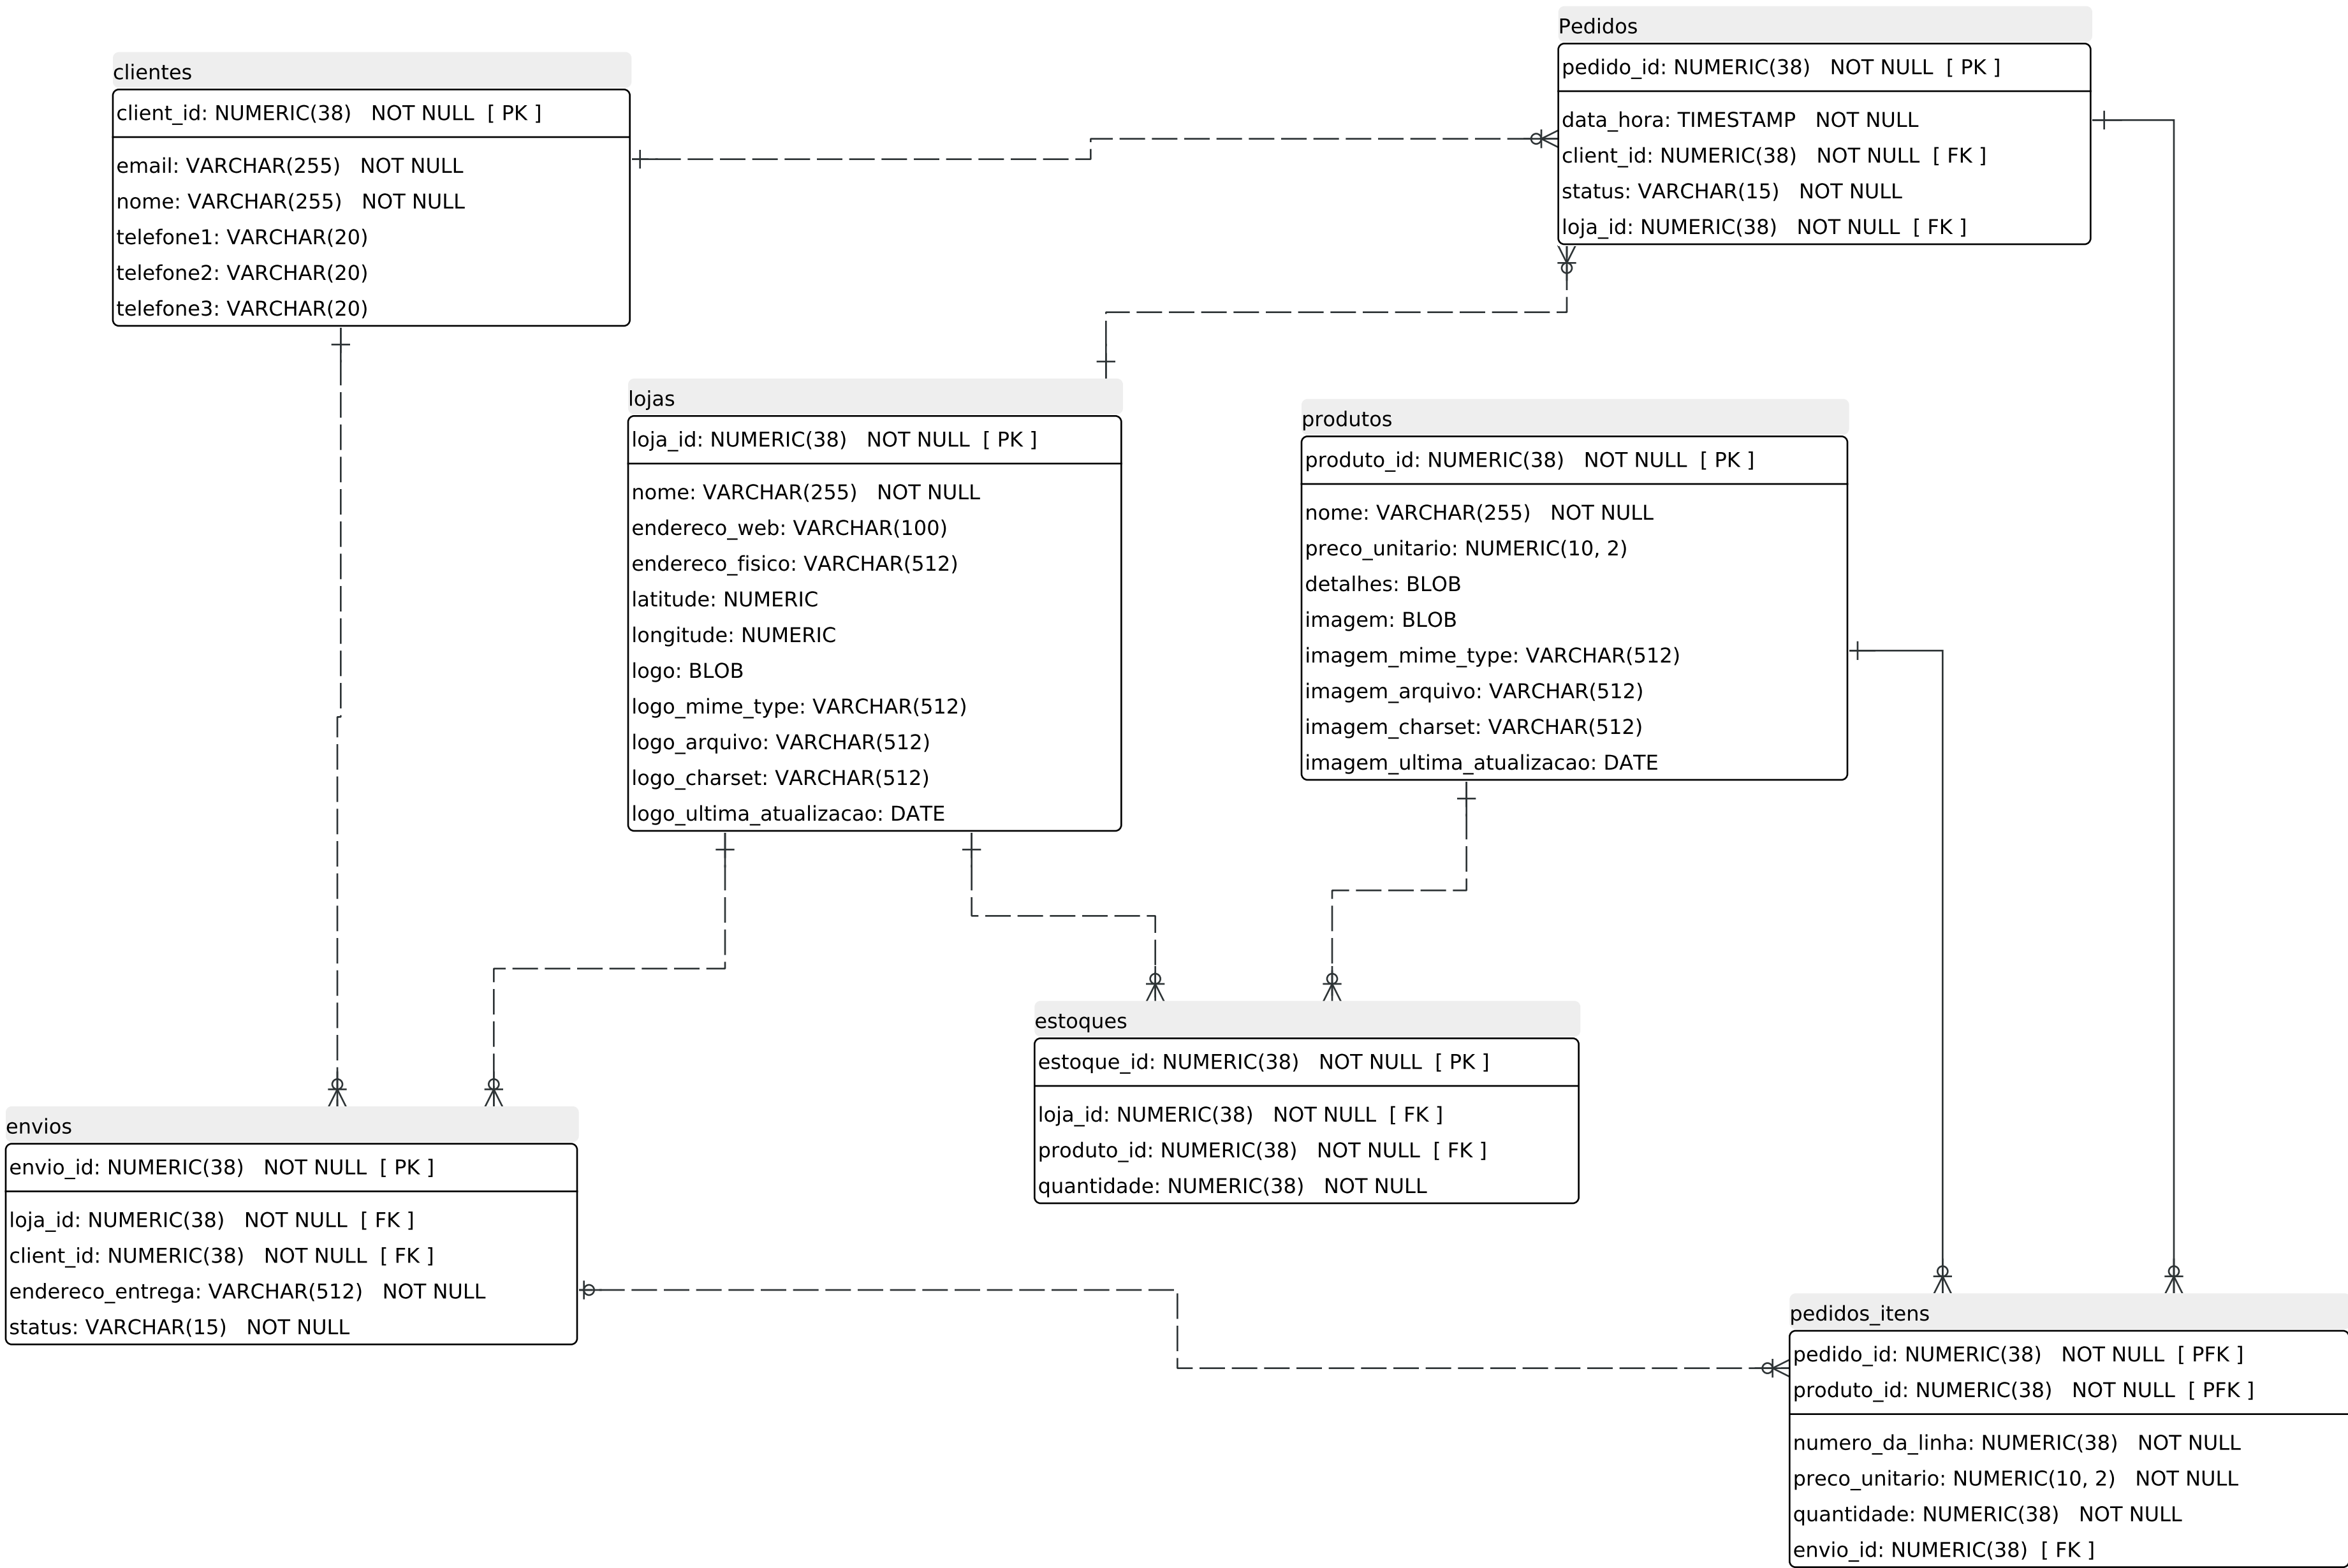 Pedidos
pedido_id: NUMERIC(38) NOT NULL [ PK ]
data_hora: TIMESTAMP NOT NULL
client_id: NUMERIC(38) NOT NULL [ FK ]
status: VARCHAR(15) NOT NULL
loja_id: NUMERIC(38) NOT NULL [ FK ]
clientes
client_id: NUMERIC(38) NOT NULL [ PK ]
email: VARCHAR(255) NOT NULL
nome: VARCHAR(255) NOT NULL
telefone1: VARCHAR(20)
telefone2: VARCHAR(20)
telefone3: VARCHAR(20)
lojas
loja_id: NUMERIC(38) NOT NULL [ PK ]
nome: VARCHAR(255) NOT NULL
endereco_web: VARCHAR(100)
endereco_fisico: VARCHAR(512)
latitude: NUMERIC
longitude: NUMERIC
logo: BLOB
logo_mime_type: VARCHAR(512)
logo_arquivo: VARCHAR(512)
logo_charset: VARCHAR(512)
logo_ultima_atualizacao: DATE
produtos
produto_id: NUMERIC(38) NOT NULL [ PK ]
nome: VARCHAR(255) NOT NULL
preco_unitario: NUMERIC(10, 2)
detalhes: BLOB
imagem: BLOB
imagem_mime_type: VARCHAR(512)
imagem_arquivo: VARCHAR(512)
imagem_charset: VARCHAR(512)
imagem_ultima_atualizacao: DATE
estoques
estoque_id: NUMERIC(38) NOT NULL [ PK ]
loja_id: NUMERIC(38) NOT NULL [ FK ]
produto_id: NUMERIC(38) NOT NULL [ FK ]
quantidade: NUMERIC(38) NOT NULL
envios
envio_id: NUMERIC(38) NOT NULL [ PK ]
loja_id: NUMERIC(38) NOT NULL [ FK ]
client_id: NUMERIC(38) NOT NULL [ FK ]
endereco_entrega: VARCHAR(512) NOT NULL
status: VARCHAR(15) NOT NULL
pedidos_itens
pedido_id: NUMERIC(38) NOT NULL [ PFK ]
produto_id: NUMERIC(38) NOT NULL [ PFK ]
numero_da_linha: NUMERIC(38) NOT NULL
preco_unitario: NUMERIC(10, 2) NOT NULL
quantidade: NUMERIC(38) NOT NULL
envio_id: NUMERIC(38) [ FK ]